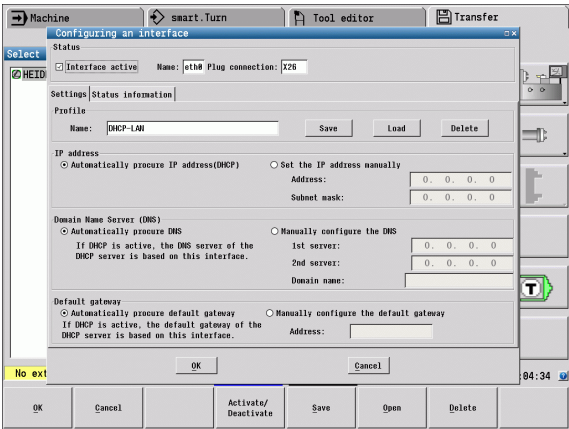 Machine
smart.Turn
Tool editor
Transfer
Configuring an interface
Select
HEID
Status
Interface active
Name: eth0
Plug connection: X26
Settings
Status information
Profile
Name: DHCP-LAN
Save
Load
Delete
IP address
Automatically procure IP address(DHCP)
Set the IP address manually
Address: 0. 0. 0. 0
Subnet mask: 0. 0. 0. 0
Domain Name Server (DNS)
Automatically procure DNS
If DHCP is active, the DNS server of the
DHCP server is based on this interface.
Manually configure the DNS
1st server: 0. 0. 0. 0
2nd server: 0. 0. 0. 0
Domain name:
Default gateway
Automatically procure default gateway
If DHCP is active, the default gateway of the
DHCP server is based on this interface.
Manually configure the default gateway
Address:
OK
Cancel
T
No ext
:04:34
OK
Cancel
Activate/
Deactivate
Save
Open
Delete